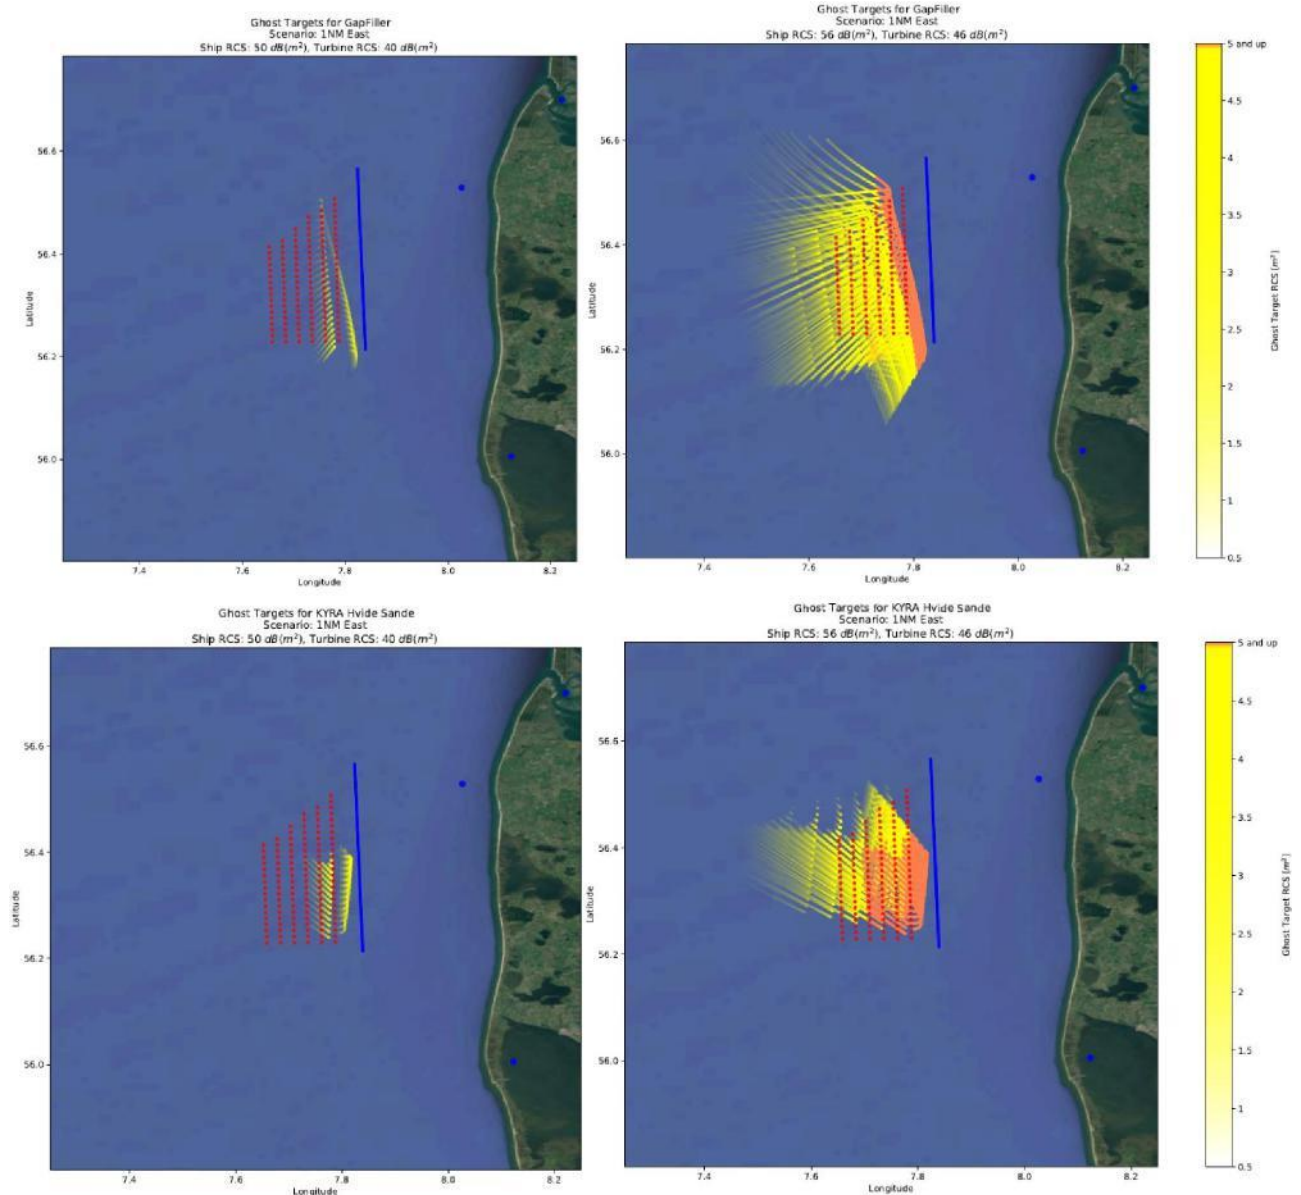 Ghost Targets for GapFiller
Scenario: 1NM East
Ship RCS: 50 dB(m²), Turbine RCS: 40 dB(m²)
56.6
56.4
56.2
56.0
Latitude
7.4
7.6
7.8
8.0
8.2
Longitude
Ghost Targets for GapFiller
Scenario: 1NM East
Ship RCS: 56 dB(m²), Turbine RCS: 46 dB(m²)
56.6
56.4
56.2
56.0
Latitude
7.4
7.6
7.8
8.0
8.2
Longitude
5 and up
4.5
4
3.5
3
2.5
2
1.5
1
0.5
Ghost Target RCS [m²]
Ghost Targets for KYRA Hvide Sande
Scenario: 1NM East
Ship RCS: 50 dB(m²), Turbine RCS: 40 dB(m²)
56.6
56.4
56.2
56.0
Latitude
7.4
7.6
7.8
8.0
8.2
Longitude
Ghost Targets for KYRA Hvide Sande
Scenario: 1NM East
Ship RCS: 56 dB(m²), Turbine RCS: 46 dB(m²)
56.6
56.4
56.2
56.0
Latitude
7.4
7.6
7.8
8.0
8.2
Longitude
5 and up
4.5
4
3.5
3
2.5
2
1.5
1
0.5
Ghost Target RCS [m²]